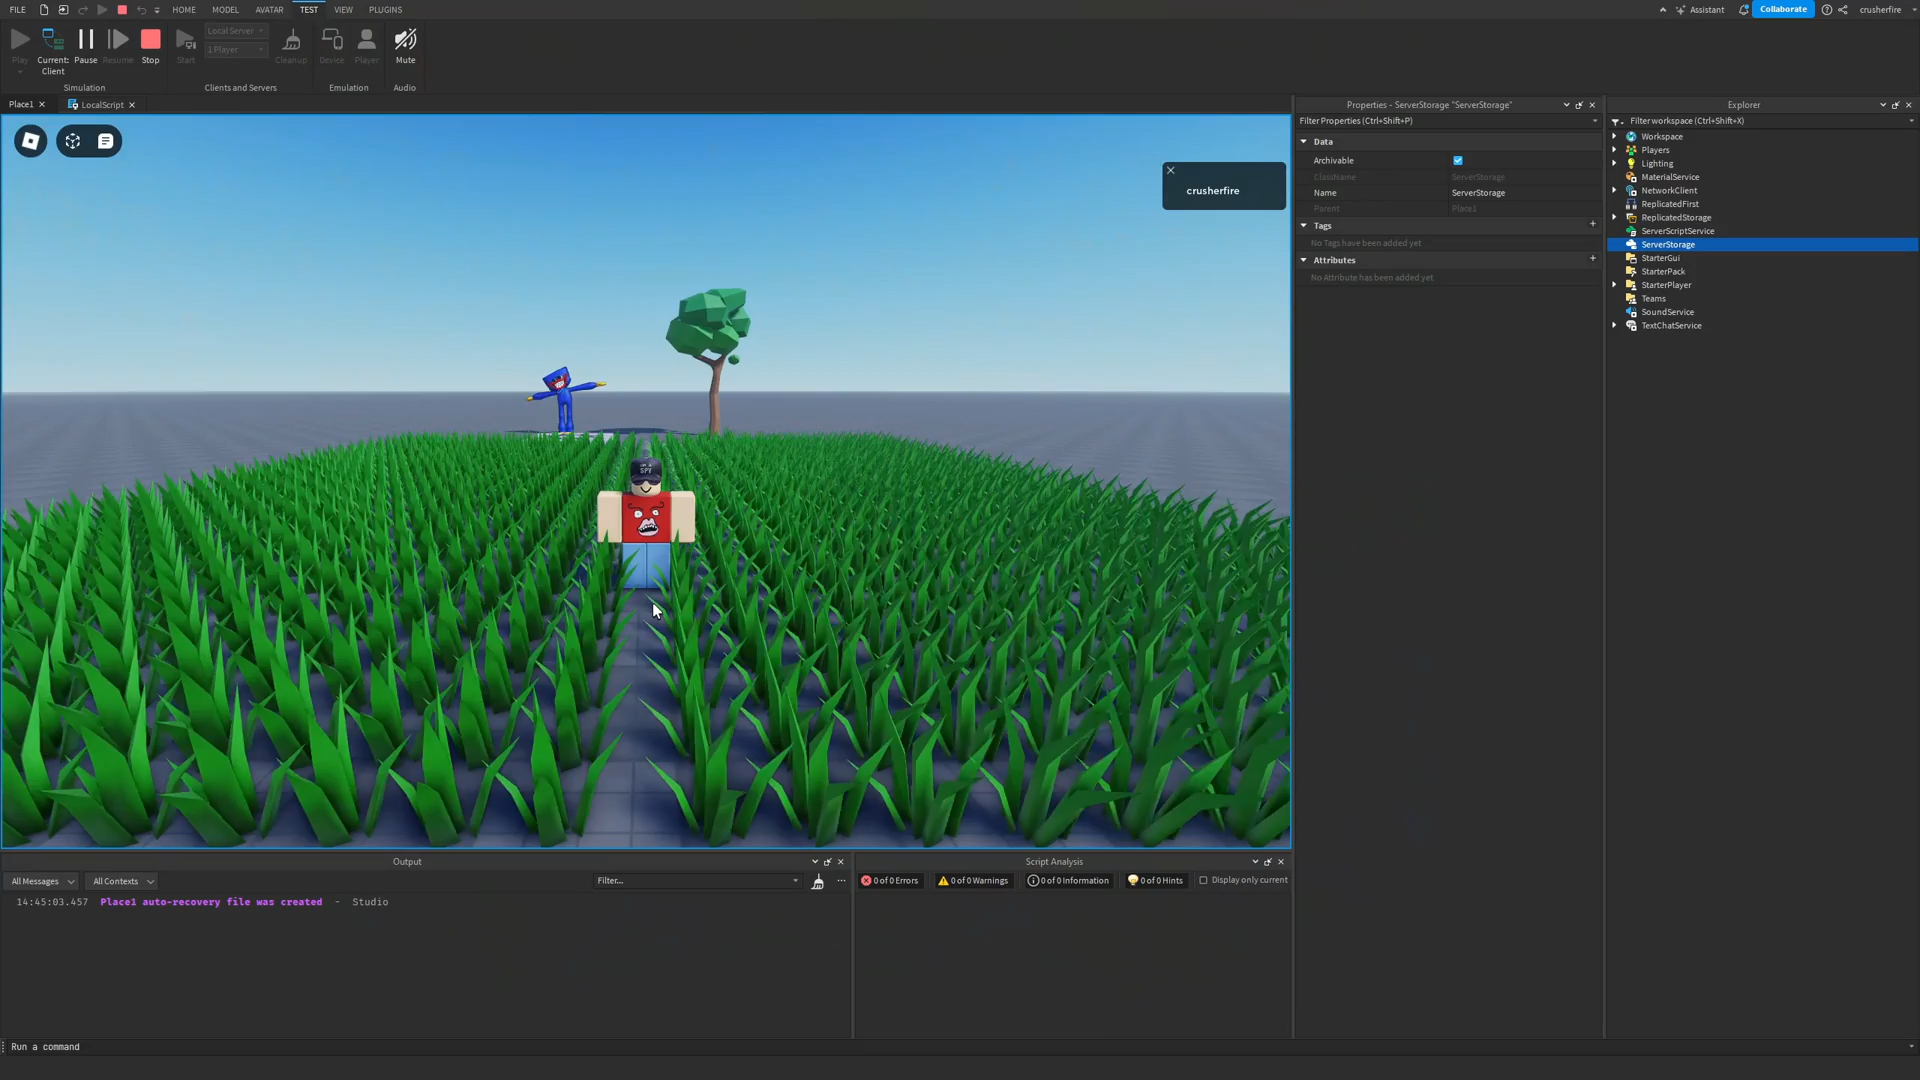 FILE HOME MODEL AVATAR TEST VIEW PLUGINS Assistant Collaborate crusherfire
Play Current: Client Pause Resume Stop Start Local Server 1 Player Cleanup Device Player Mute
Simulation Clients and Servers Emulation Audio
Place1 LocalScript
crusherfire
SPY
Properties - ServerStorage "ServerStorage"
Filter Properties (Ctrl+Shift+P)
Data
Archivable
ClassName ServerStorage
Name ServerStorage
Parent Place1
Tags
No Tags have been added yet
Attributes
No Attribute has been added yet
Explorer
Filter workspace (Ctrl+Shift+X)
Workspace
Players
Lighting
MaterialService
NetworkClient
ReplicatedFirst
ReplicatedStorage
ServerScriptService
ServerStorage
StarterGui
StarterPack
StarterPlayer
Teams
SoundService
TextChatService
Output
All Messages All Contexts Filter... ...
14:45:03.457 Place1 auto-recovery file was created - Studio
Script Analysis
0 of 0 Errors 0 of 0 Warnings 0 of 0 Information 0 of 0 Hints Display only current
Run a command